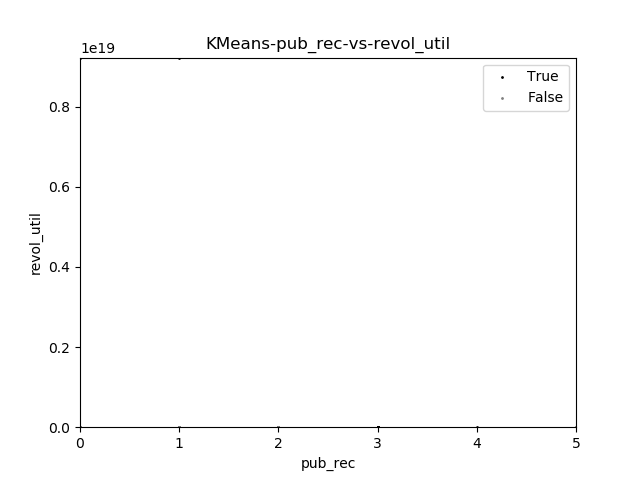 KMeans-pub_rec-vs-revol_util
1e19
True
False
0.8
0.6
0.4
0.2
0.0
revol_util
0 1 2 3 4 5
pub_rec